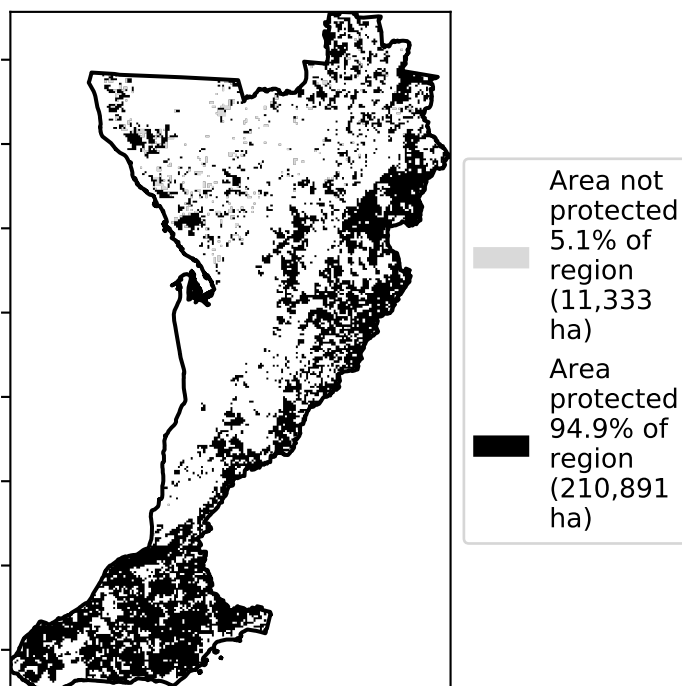 Area not
protected
5.1% of
region
(11,333
ha)
Area
protected
94.9% of
region
(210,891
ha)